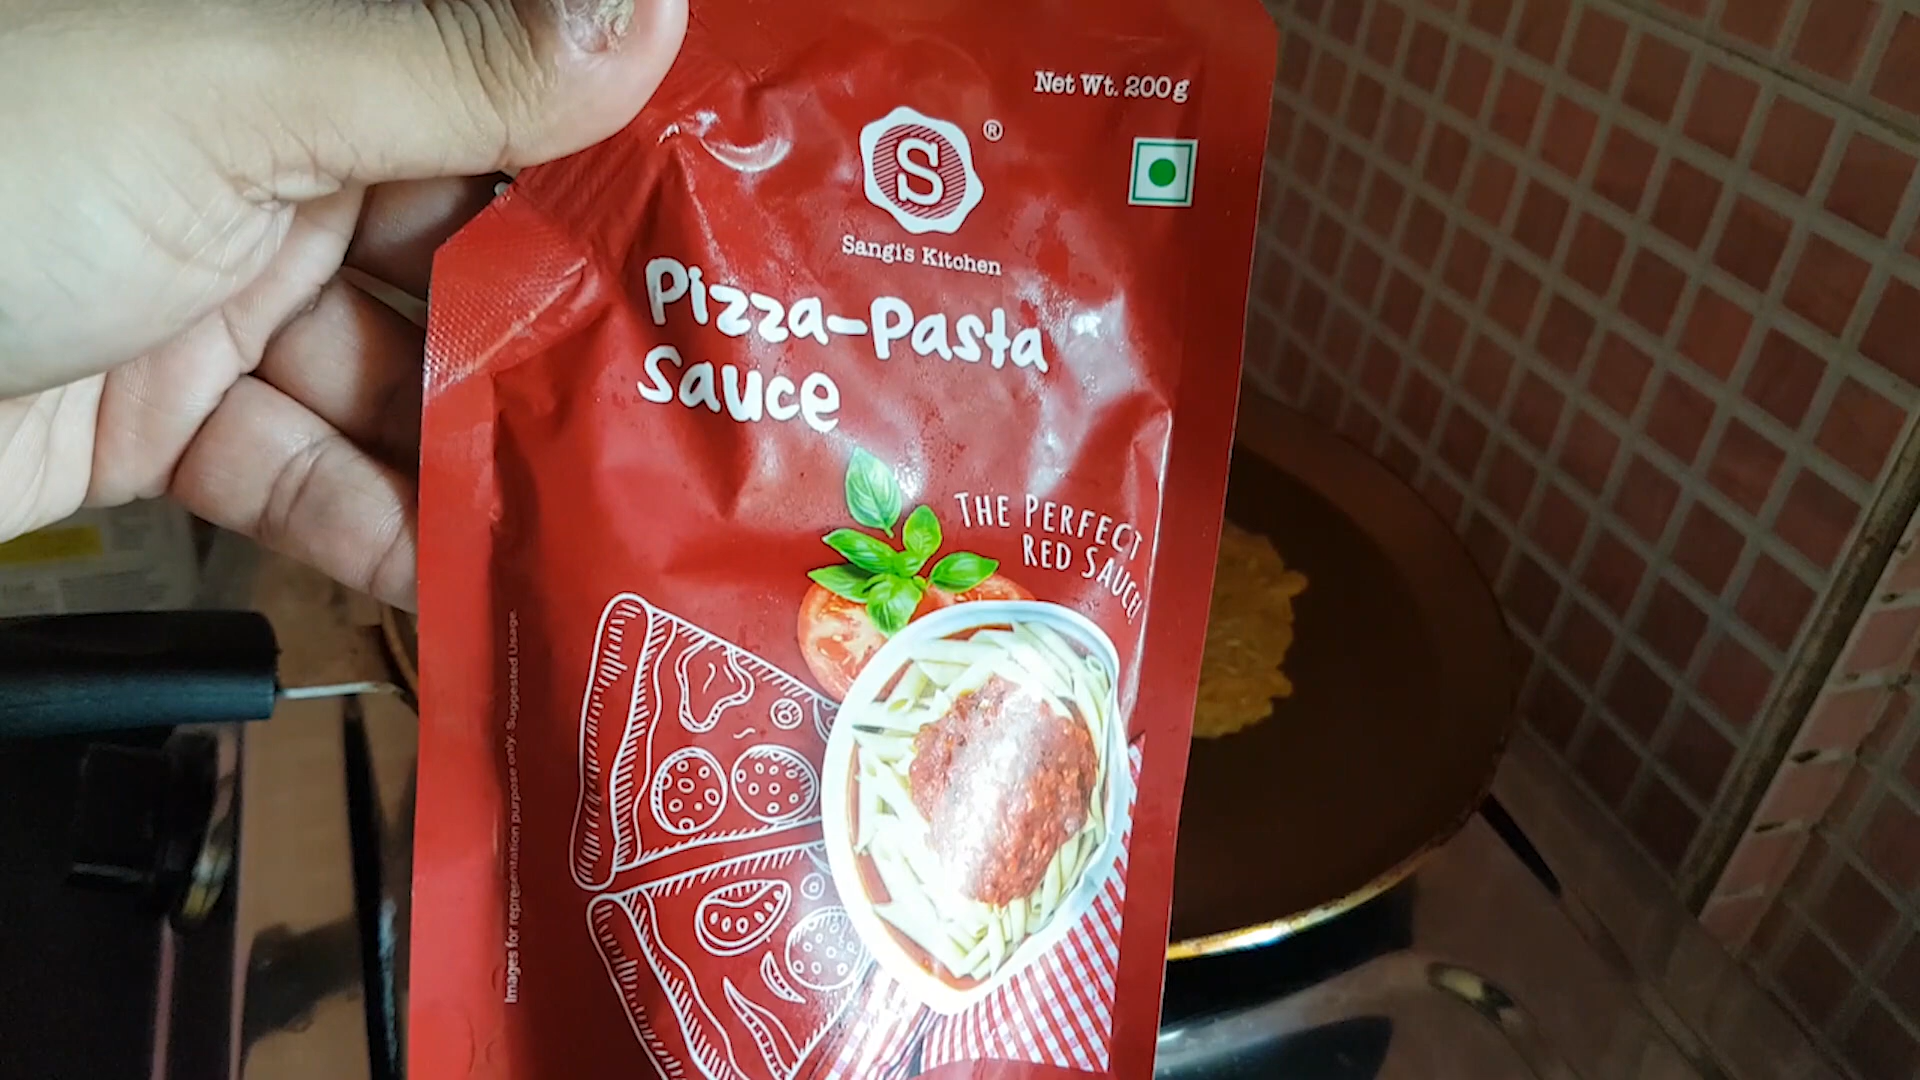 Net Wt. 200g
S
®
Sangi's Kitchen
Pizza-Pasta
Sauce
THE PERFECT
RED SAUCE!
Images for representation purpose only. Suggested Usage.